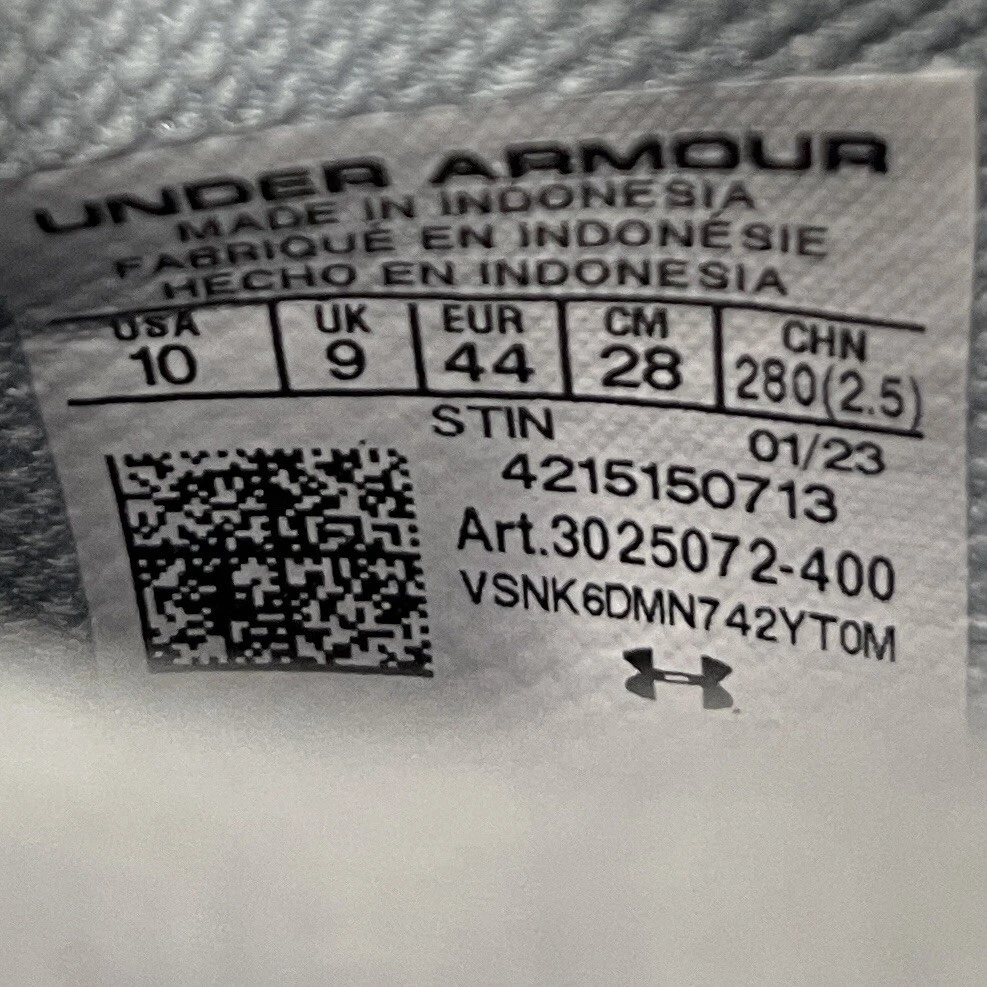 UNDER ARMOUR
MADE IN INDONESIA
FABRIQUÉ EN INDONÉSIE
HECHO EN INDONESIA
USA UK EUR CM CHN
10 9 44 28 280(2.5)
STIN 01/23
4215150713
Art.3025072-400
VSNK6DMN742YT0M